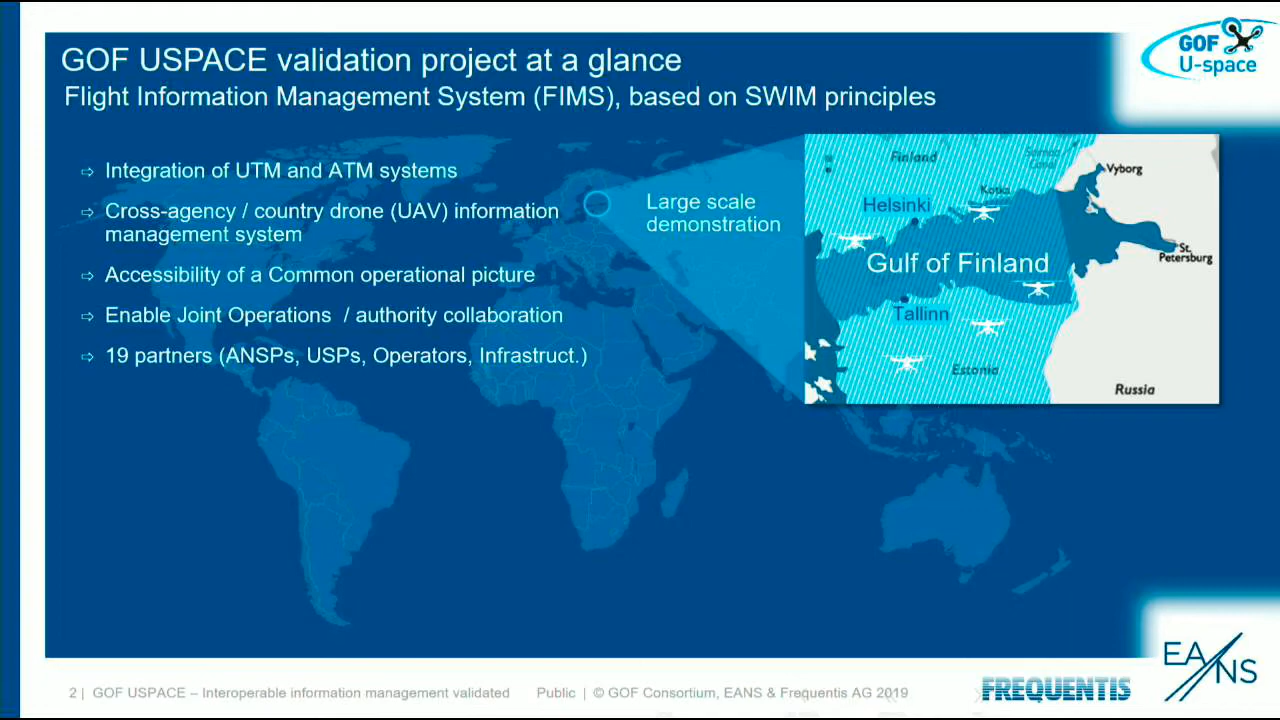 GOF USPACE validation project at a glance
Flight Information Management System (FIMS), based on SWIM principles
GOF
U-space
⇨ Integration of UTM and ATM systems
⇨ Cross-agency / country drone (UAV) information
management system
⇨ Accessibility of a Common operational picture
⇨ Enable Joint Operations / authority collaboration
⇨ 19 partners (ANSPs, USPs, Operators, Infrastruct.)
Large scale
demonstration
Finland
Saimaa
Canal
Vyborg
Kotka
Helsinki
St.
Petersburg
Gulf of Finland
Tallinn
Estonia
Russia
2 | GOF USPACE – Interoperable information management validated Public | © GOF Consortium, EANS & Frequentis AG 2019
FREQUENTIS
EANS